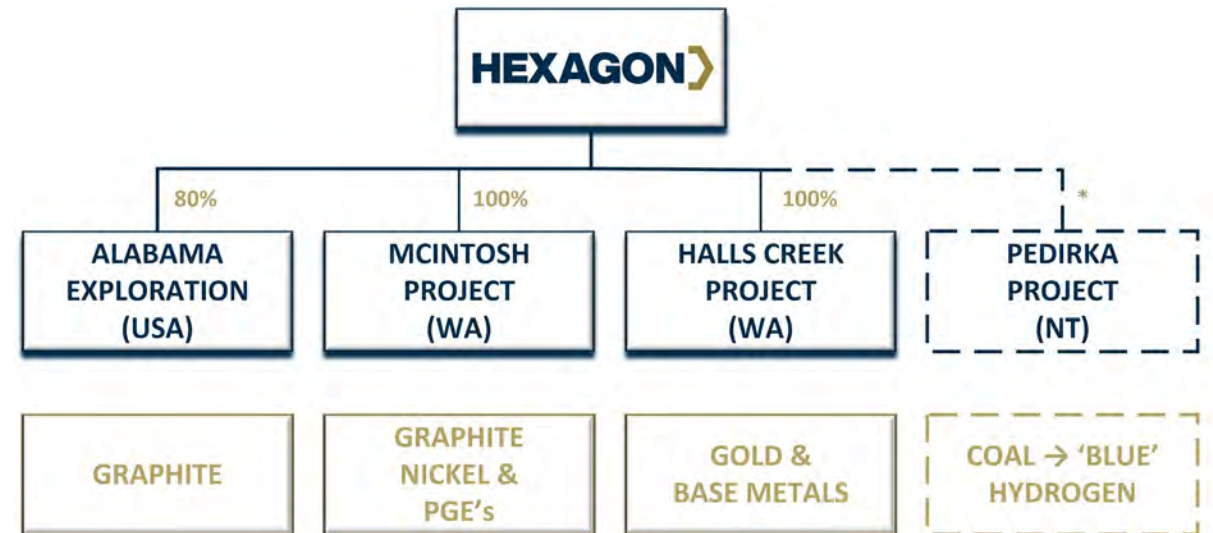 HEXAGON
80%
100%
100%
*
ALABAMA
EXPLORATION
(USA)
MCINTOSH
PROJECT
(WA)
HALLS CREEK
PROJECT
(WA)
PEDIRKA
PROJECT
(NT)
GRAPHITE
GRAPHITE
NICKEL &
PGE's
GOLD &
BASE METALS
COAL → 'BLUE'
HYDROGEN